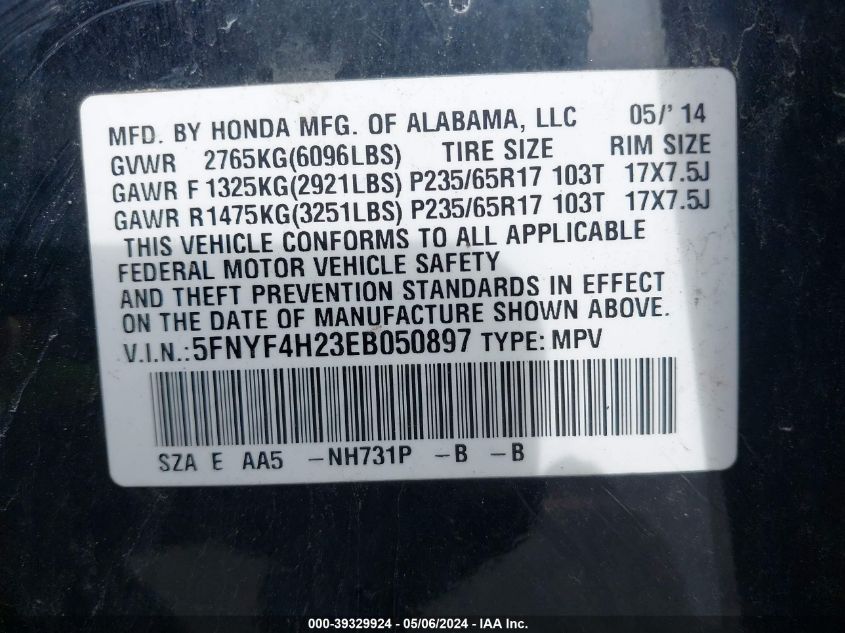 MFD. BY HONDA MFG. OF ALABAMA, LLC 05/' 14
GVWR 2765KG(6096LBS) TIRE SIZE RIM SIZE
GAWR F 1325KG(2921LBS) P235/65R17 103T 17X7.5J
GAWR R1475KG(3251LBS) P235/65R17 103T 17X7.5J
THIS VEHICLE CONFORMS TO ALL APPLICABLE
FEDERAL MOTOR VEHICLE SAFETY
AND THEFT PREVENTION STANDARDS IN EFFECT
ON THE DATE OF MANUFACTURE SHOWN ABOVE.
V.I.N.:5FNYF4H23EB050897 TYPE: MPV
SZA E AA5 -NH731P -B -B
000-39329924 - 05/06/2024 - IAA Inc.